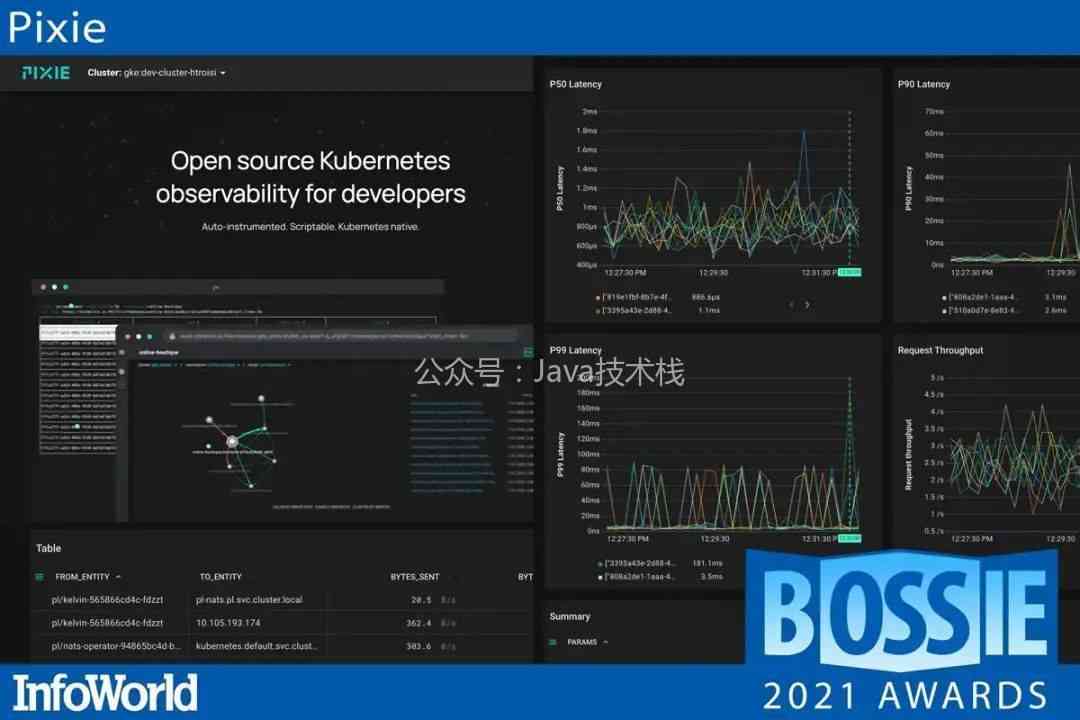 Pixie
PIXIE Cluster: gke:dev-cluster-htroisi
Open source Kubernetes
observability for developers
Auto-instrumented. Scriptable. Kubernetes native.
online-boutique
Table
FROM_ENTITY TO_ENTITY BYTES_SENT BYT
pl/kelvin-565866cd4c-fdzzt pl-nats.pl.svc.cluster.local 20.5 B/s
pl/kelvin-565866cd4c-fdzzt 10.105.193.174 362.4 B/s
pl/nats-operator-94865bc4d-b... kubernetes.default.svc.clust... 303.6 B/s
P50 Latency
P50 Latency
2ms
1.8ms
1.6ms
1.4ms
1.2ms
1ms
800μs
600μs
400μs
12:27:30 PM 12:29:30 12:31:30 P
["819e1fbf-8b7e-4f... 886.6μs
["3395a43e-2d88-4... 1.1ms
P90 Latency
P90 Latency
70ms
60ms
50ms
40ms
30ms
20ms
10ms
0ns
12:27:30 PM 12:29:30
["808a2de1-1aaa-4... 3.1ms
["510a0d7e-8e83-4... 2.6ms
公众号：Java技术栈
P99 Latency
P99 Latency
180ms
160ms
140ms
120ms
100ms
80ms
60ms
40ms
20ms
0ns
12:27:30 PM 12:29:30 12:31:30 P
["3395a43e-2d88-4... 181.1ms
["808a2de1-1aaa-4... 3.5ms
Request Throughput
Request throughput
5 /s
4.5 /s
4 /s
3.5 /s
3 /s
2.5 /s
2 /s
1.5 /s
1 /s
0.5 /s
12:27:30 PM 12:29:30
Summary
PARAMS
InfoWorld
BOSSIE
2021 AWARDS